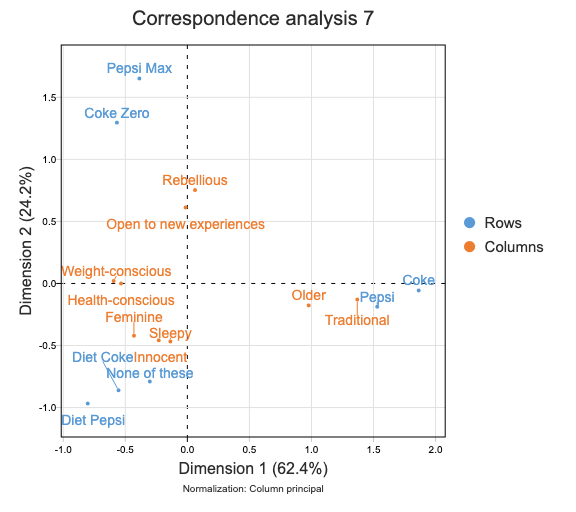 Correspondence analysis 7
Pepsi Max
1.5
Coke Zero
Rows
Columns
1.0
Rebellious
0.5
Open to new experiences
Dimension 2 (24.2%)
Weight-conscious
0.0
Coke
Health-conscious
Older
Pepsi
Feminine
Traditional
Sleepy
-0.5
Diet Coke
Innocent
None of these
-1.0
Diet Pepsi
-1.0 -0.5 0.0 0.5 1.0 1.5 2.0
Dimension 1 (62.4%)
Normalization: Column principal